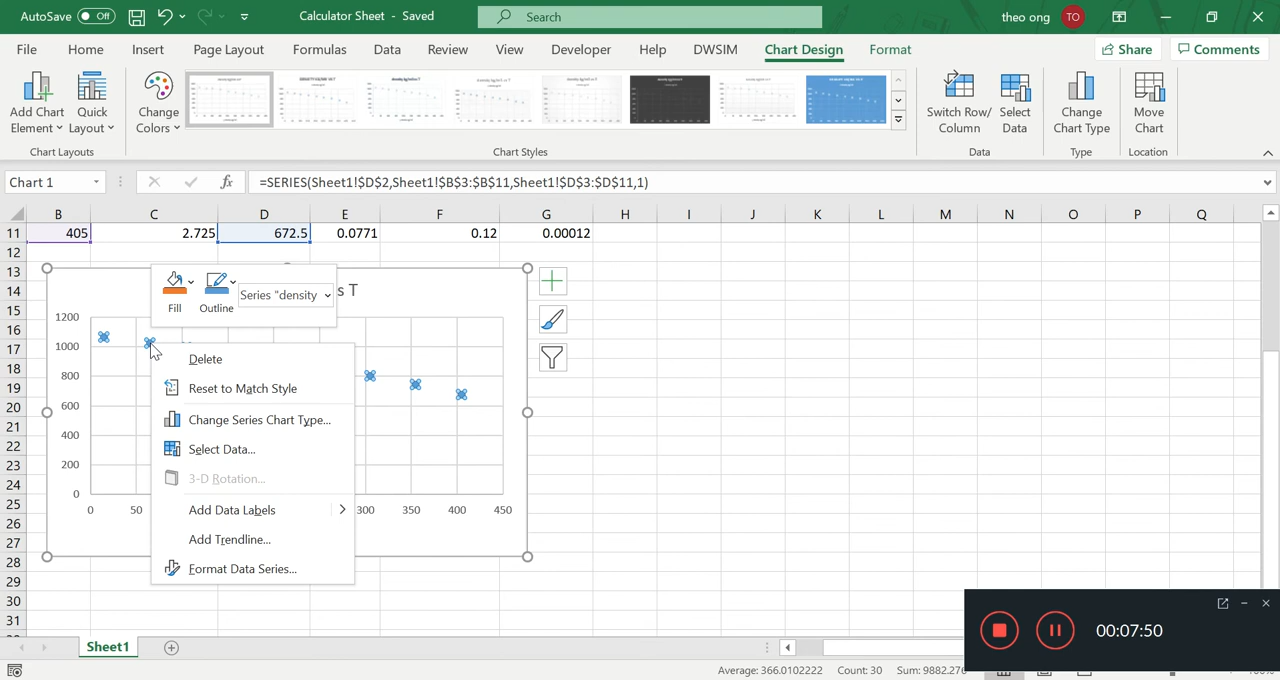 AutoSave Off Calculator Sheet - Saved Search theo ong TO
File Home Insert Page Layout Formulas Data Review View Developer Help DWSIM Chart Design Format Share Comments
Add Chart Element
Quick Layout
Change Colors
Switch Row/ Column
Select Data
Change Chart Type
Move Chart
Chart Layouts Chart Styles Data Type Location
Chart 1 fx =SERIES(Sheet1!$D$2,Sheet1!$B$3:$B$11,Sheet1!$D$3:$D$11,1)
B C D E F G H I J K L M N O P Q
11 405 2.725 672.5 0.0771 0.12 0.00012
12
13
14
15
16
17
18
19
20
21
22
23
24
25
26
27
28
29
30
31
s T
Fill Outline Series "density
1200
1000
800
600
400
200
0
0 50 300 350 400 450
Delete
Reset to Match Style
Change Series Chart Type...
Select Data...
3-D Rotation...
Add Data Labels
Add Trendline...
Format Data Series...
00:07:50
Sheet1
Average: 366.0102222 Count: 30 Sum: 9882.276